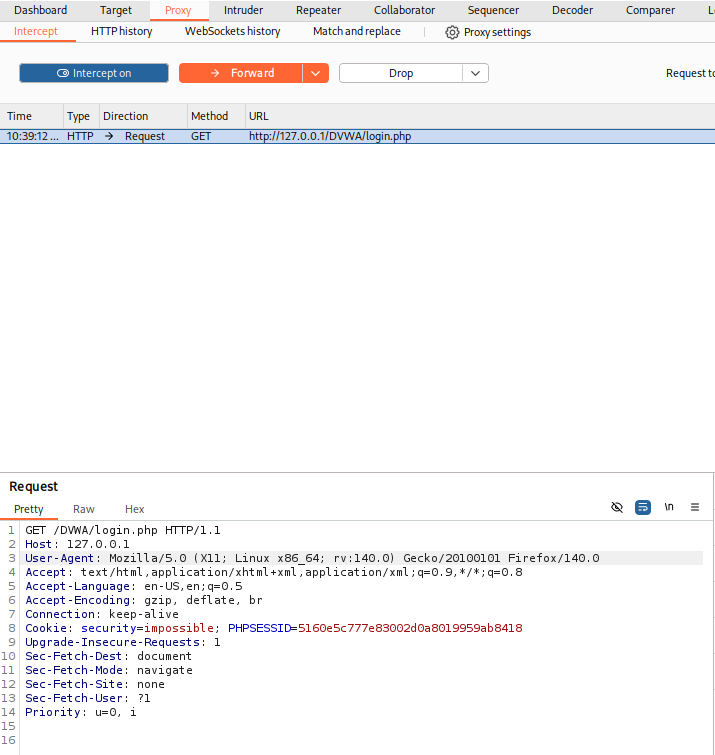 Dashboard Target Proxy Intruder Repeater Collaborator Sequencer Decoder Comparer
Intercept HTTP history WebSockets history Match and replace Proxy settings
Intercept on → Forward Drop Request to
Time Type Direction Method URL
10:39:12 ... HTTP → Request GET http://127.0.0.1/DVWA/login.php
Request
Pretty Raw Hex \n
1 GET /DVWA/login.php HTTP/1.1
2 Host: 127.0.0.1
3 User-Agent: Mozilla/5.0 (X11; Linux x86_64; rv:140.0) Gecko/20100101 Firefox/140.0
4 Accept: text/html,application/xhtml+xml,application/xml;q=0.9,*/*;q=0.8
5 Accept-Language: en-US,en;q=0.5
6 Accept-Encoding: gzip, deflate, br
7 Connection: keep-alive
8 Cookie: security=impossible; PHPSESSID=5160e5c777e83002d0a8019959ab8418
9 Upgrade-Insecure-Requests: 1
10 Sec-Fetch-Dest: document
11 Sec-Fetch-Mode: navigate
12 Sec-Fetch-Site: none
13 Sec-Fetch-User: ?1
14 Priority: u=0, i
15
16